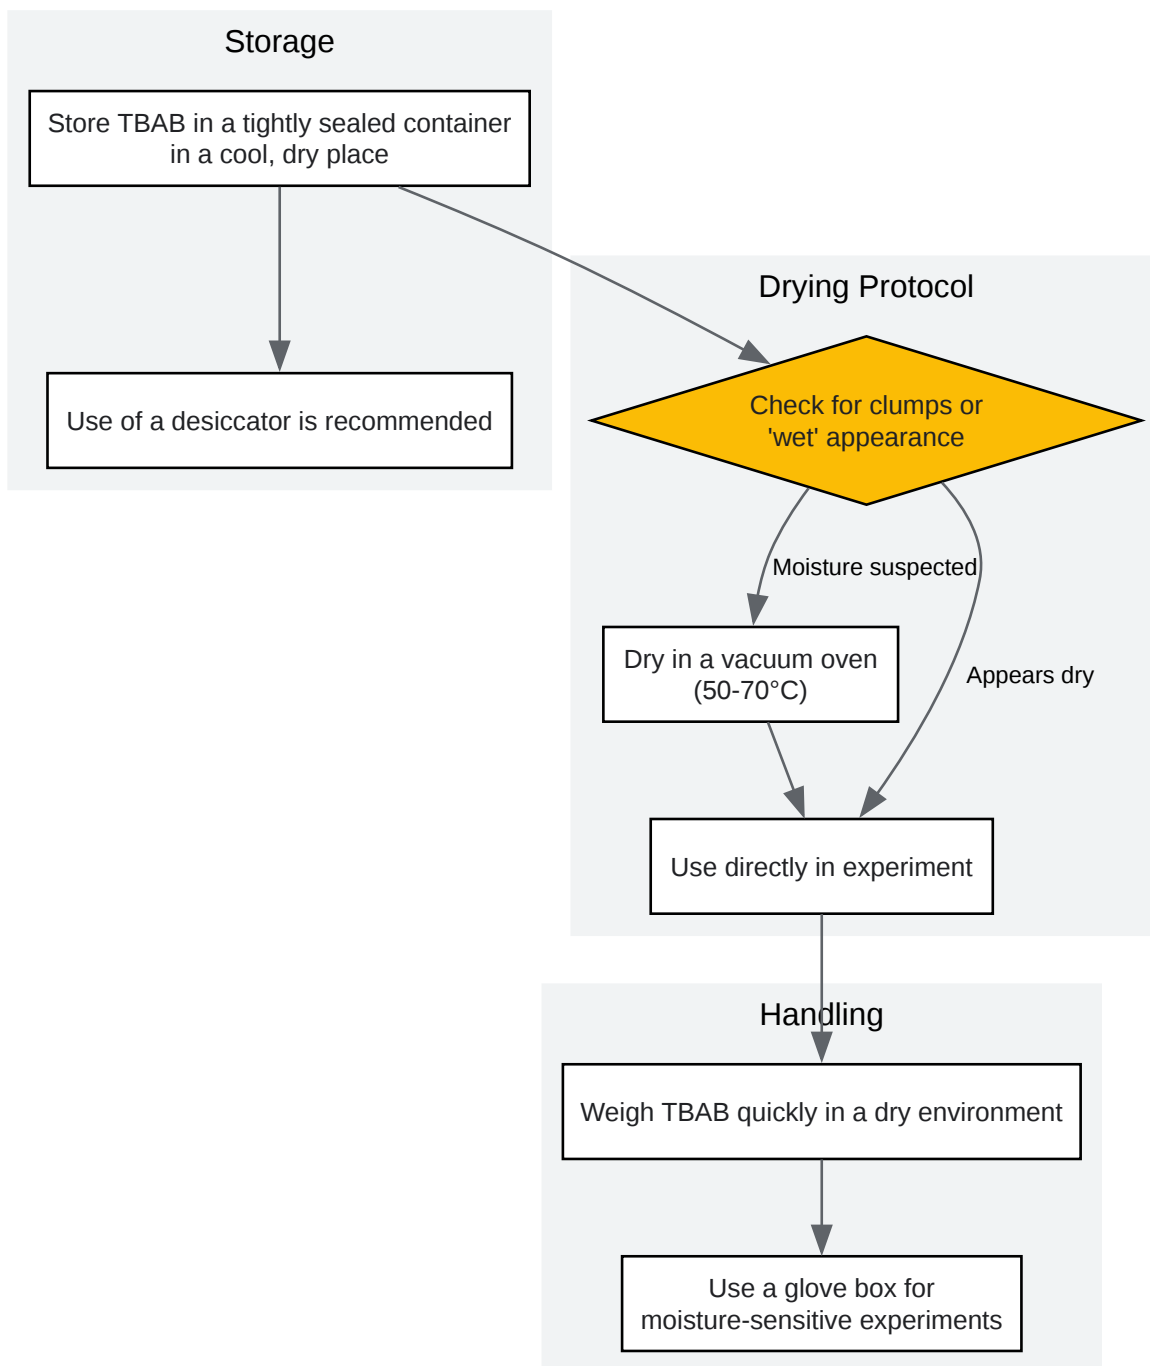 Storage
Store TBAB in a tightly sealed container
in a cool, dry place
Use of a desiccator is recommended
Drying Protocol
Check for clumps or
'wet' appearance
Moisture suspected
Dry in a vacuum oven
(50-70°C)
Appears dry
Use directly in experiment
Handling
Weigh TBAB quickly in a dry environment
Use a glove box for
moisture-sensitive experiments